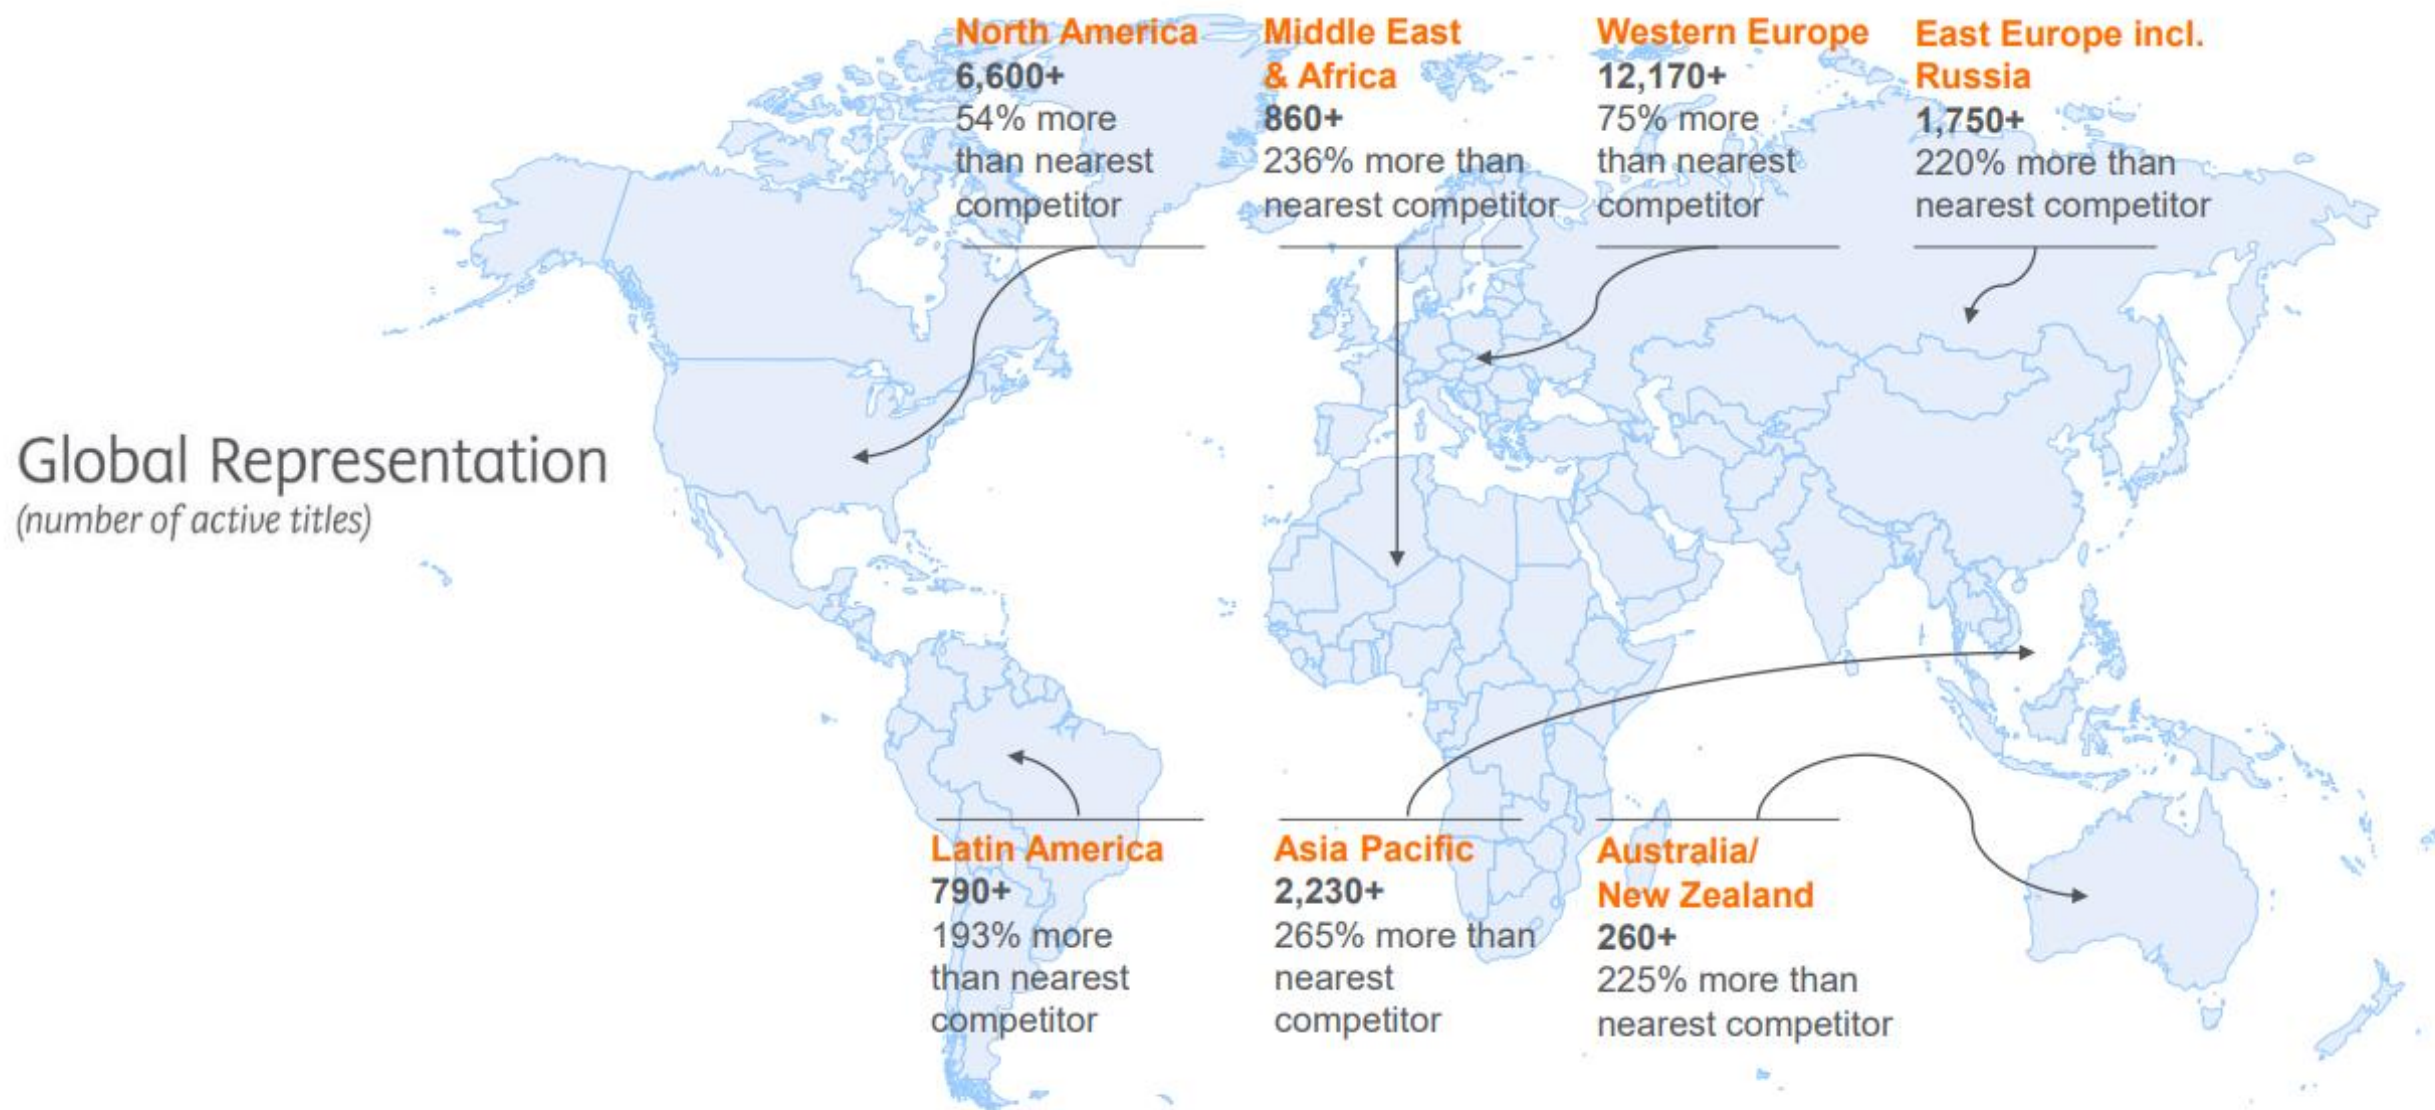 North America
6,600+
54% more
than nearest
competitor
Middle East
& Africa
860+
236% more than
nearest competitor
Western Europe
12,170+
75% more
than nearest
competitor
East Europe incl.
Russia
1,750+
220% more than
nearest competitor
Global Representation
(number of active titles)
Latin America
790+
193% more
than nearest
competitor
Asia Pacific
2,230+
265% more than
nearest
competitor
Australia/
New Zealand
260+
225% more than
nearest competitor